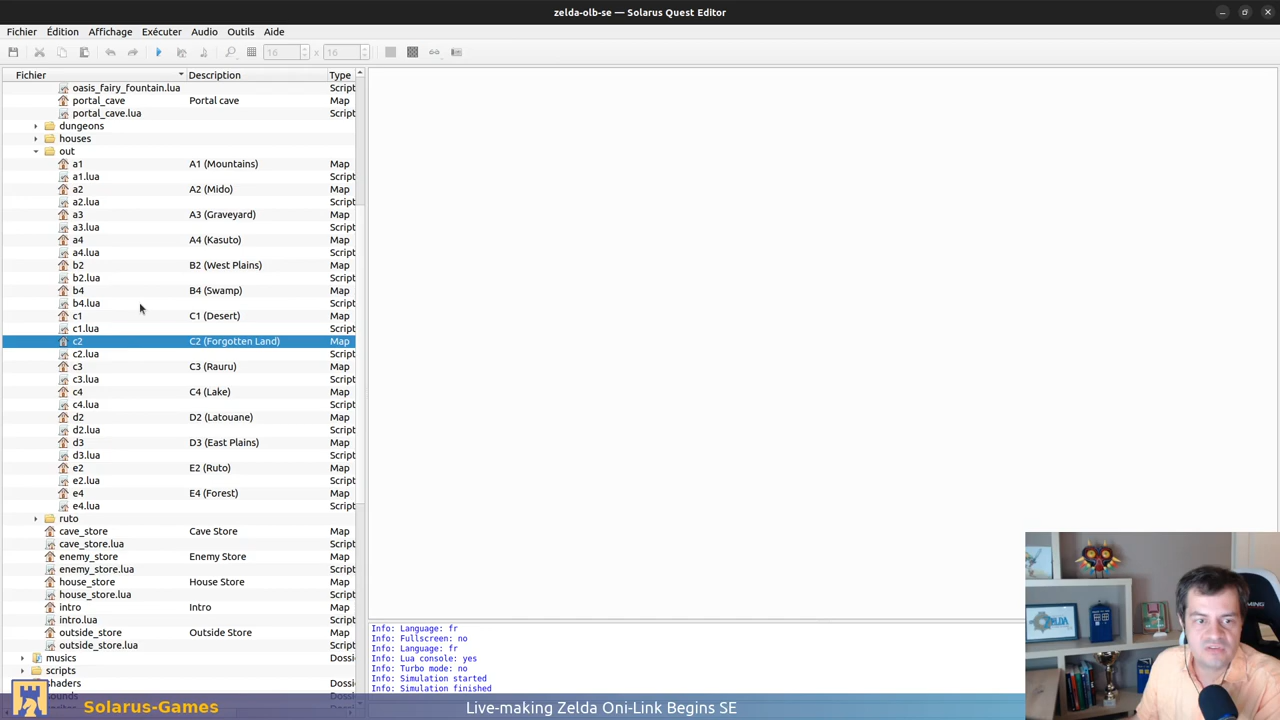 zelda-olb-se — Solarus Quest Editor
Fichier Édition Affichage Exécuter Audio Outils Aide
16 x 16
Fichier Description Type
oasis_fairy_fountain.lua Script
portal_cave Portal cave Map
portal_cave.lua Script
dungeons
houses
out
a1 A1 (Mountains) Map
a1.lua Script
a2 A2 (Mido) Map
a2.lua Script
a3 A3 (Graveyard) Map
a3.lua Script
a4 A4 (Kasuto) Map
a4.lua Script
b2 B2 (West Plains) Map
b2.lua Script
b4 B4 (Swamp) Map
b4.lua Script
c1 C1 (Desert) Map
c1.lua Script
c2 C2 (Forgotten Land) Map
c2.lua Script
c3 C3 (Rauru) Map
c3.lua Script
c4 C4 (Lake) Map
c4.lua Script
d2 D2 (Latouane) Map
d2.lua Script
d3 D3 (East Plains) Map
d3.lua Script
e2 E2 (Ruto) Map
e2.lua Script
e4 E4 (Forest) Map
e4.lua Script
ruto
cave_store Cave Store Map
cave_store.lua Script
enemy_store Enemy Store Map
enemy_store.lua Script
house_store House Store Map
house_store.lua Script
intro Intro Map
intro.lua Script
outside_store Outside Store Map
outside_store.lua Script
musics Dossi
scripts Dossi
shaders Dossi
Info: Language: fr
Info: Fullscreen: no
Info: Language: fr
Info: Lua console: yes
Info: Turbo mode: no
Info: Simulation started
Info: Simulation finished
Solarus-Games Live-making Zelda Oni-Link Begins SE